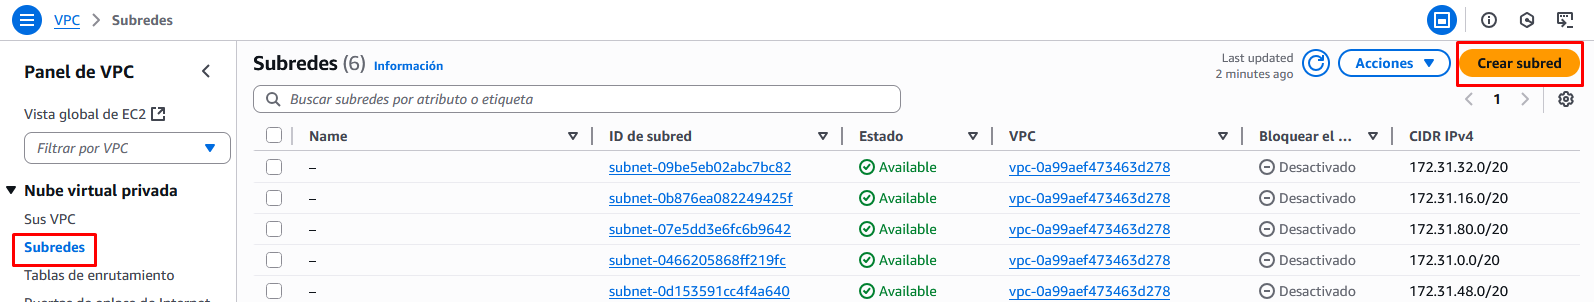 VPC > Subredes
Panel de VPC
Vista global de EC2
Filtrar por VPC
Nube virtual privada
Sus VPC
Subredes
Tablas de enrutamiento
Puertas de enlace de Internet
Subredes (6) Información
Last updated
2 minutes ago
Acciones
Crear subred
Buscar subredes por atributo o etiqueta
1
Name ID de subred Estado VPC Bloquear el ... CIDR IPv4
– subnet-09be5eb02abc7bc82 Available vpc-0a99aef473463d278 Desactivado 172.31.32.0/20
– subnet-0b876ea082249425f Available vpc-0a99aef473463d278 Desactivado 172.31.16.0/20
– subnet-07e5dd3e6fc6b9642 Available vpc-0a99aef473463d278 Desactivado 172.31.80.0/20
– subnet-0466205868ff219fc Available vpc-0a99aef473463d278 Desactivado 172.31.0.0/20
– subnet-0d153591cc4f4a640 Available vpc-0a99aef473463d278 Desactivado 172.31.48.0/20